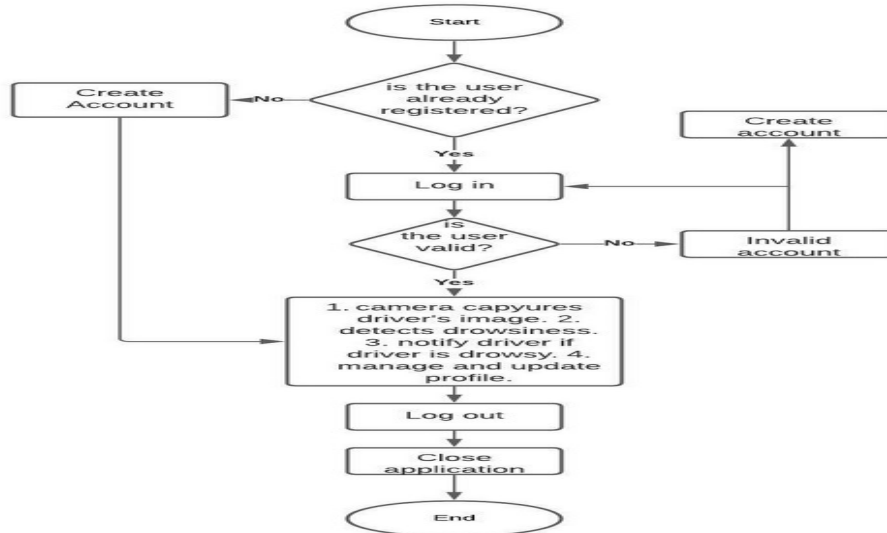 Start
is the user
already
registered?
No
Create
Account
Yes
Create
account
Log in
is
the user
valid?
No
Invalid
account
Yes
1. camera capyures
driver's image. 2.
detects drowsiness.
3. notify driver if
driver is drowsy. 4.
manage and update
profile.
Log out
Close
application
End